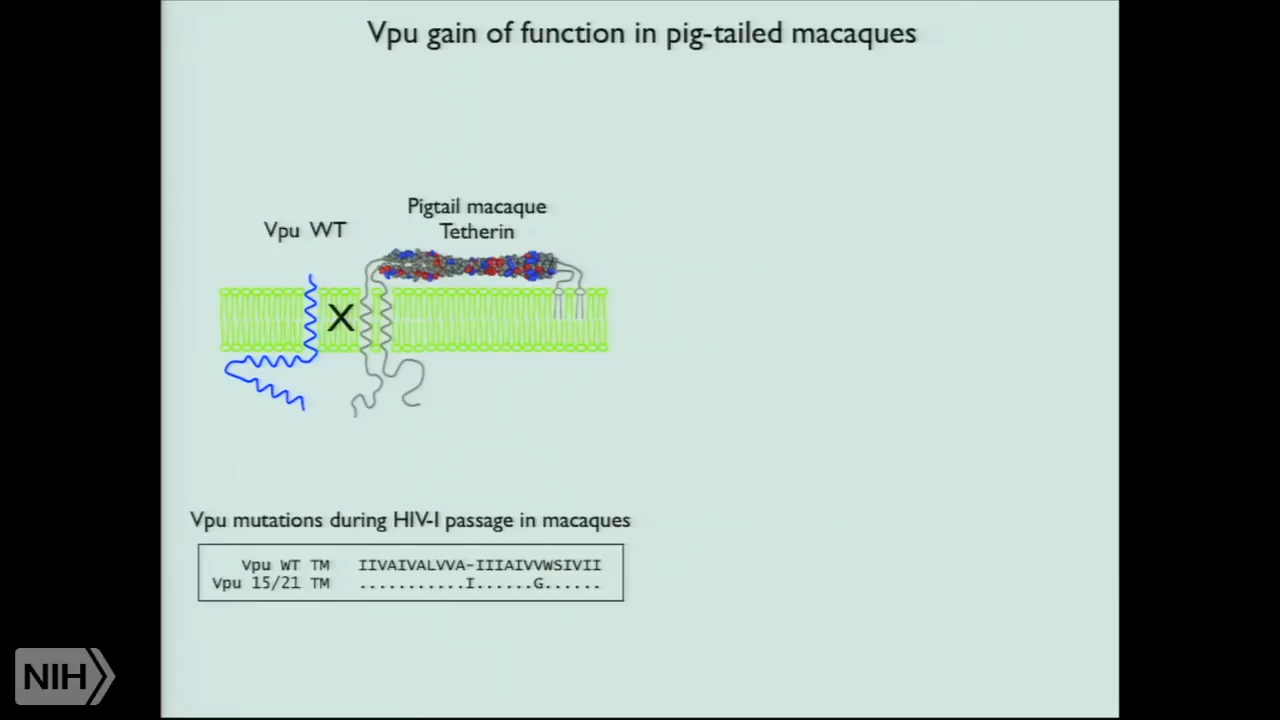 Vpu gain of function in pig-tailed macaques
Pigtail macaque
Vpu WT
Tetherin
X
Vpu mutations during HIV-1 passage in macaques
Vpu WT TM IIVAIVALVVA-IIIAIVVWSIVII
Vpu 15/21 TM ...........I......G......
NIH